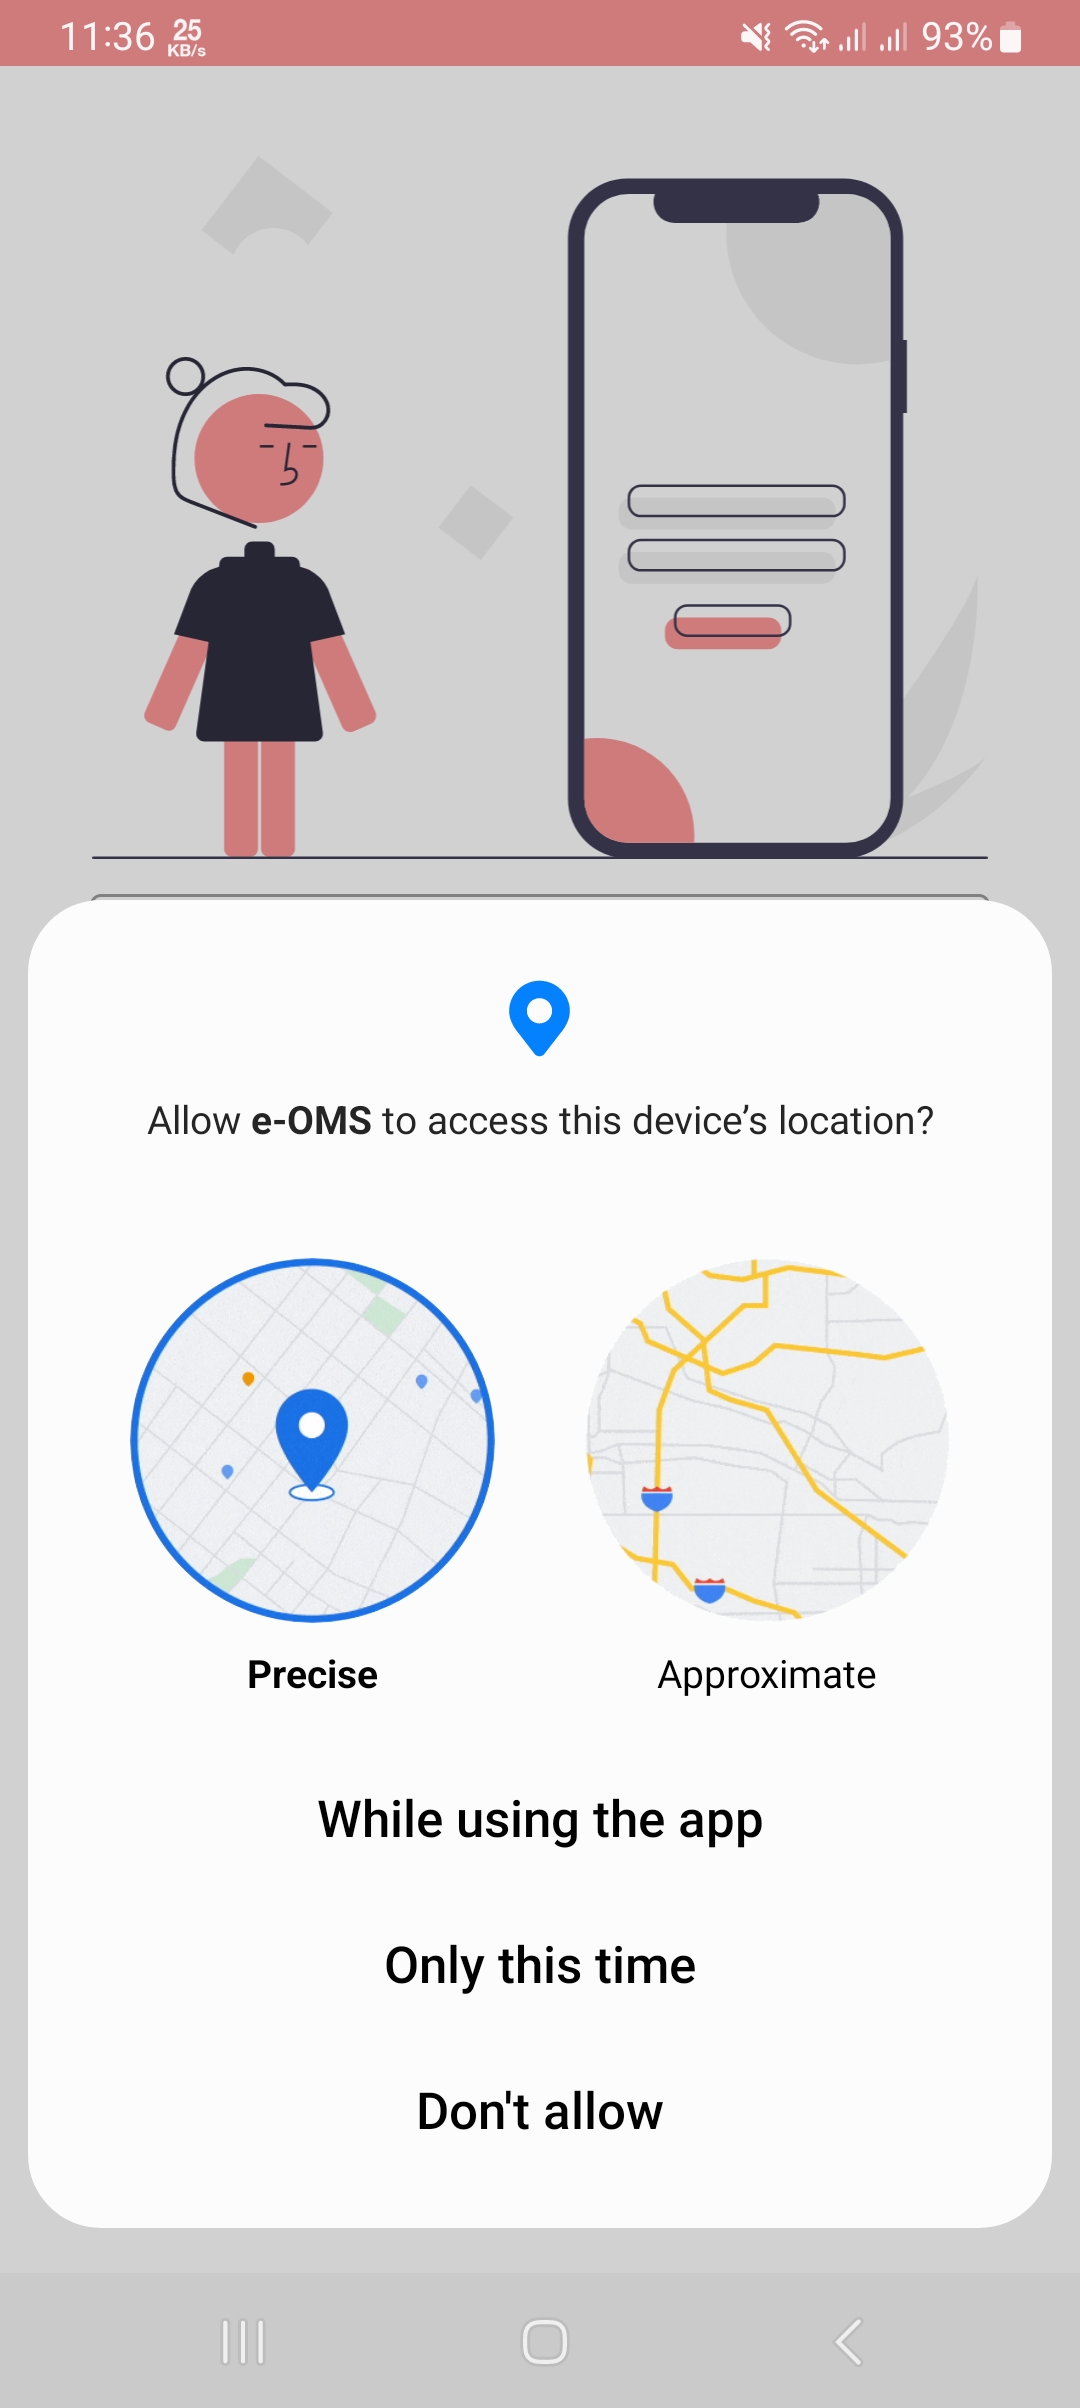 11:36 25 KB/s 93%
Allow e-OMS to access this device’s location?
Precise Approximate
While using the app
Only this time
Don't allow